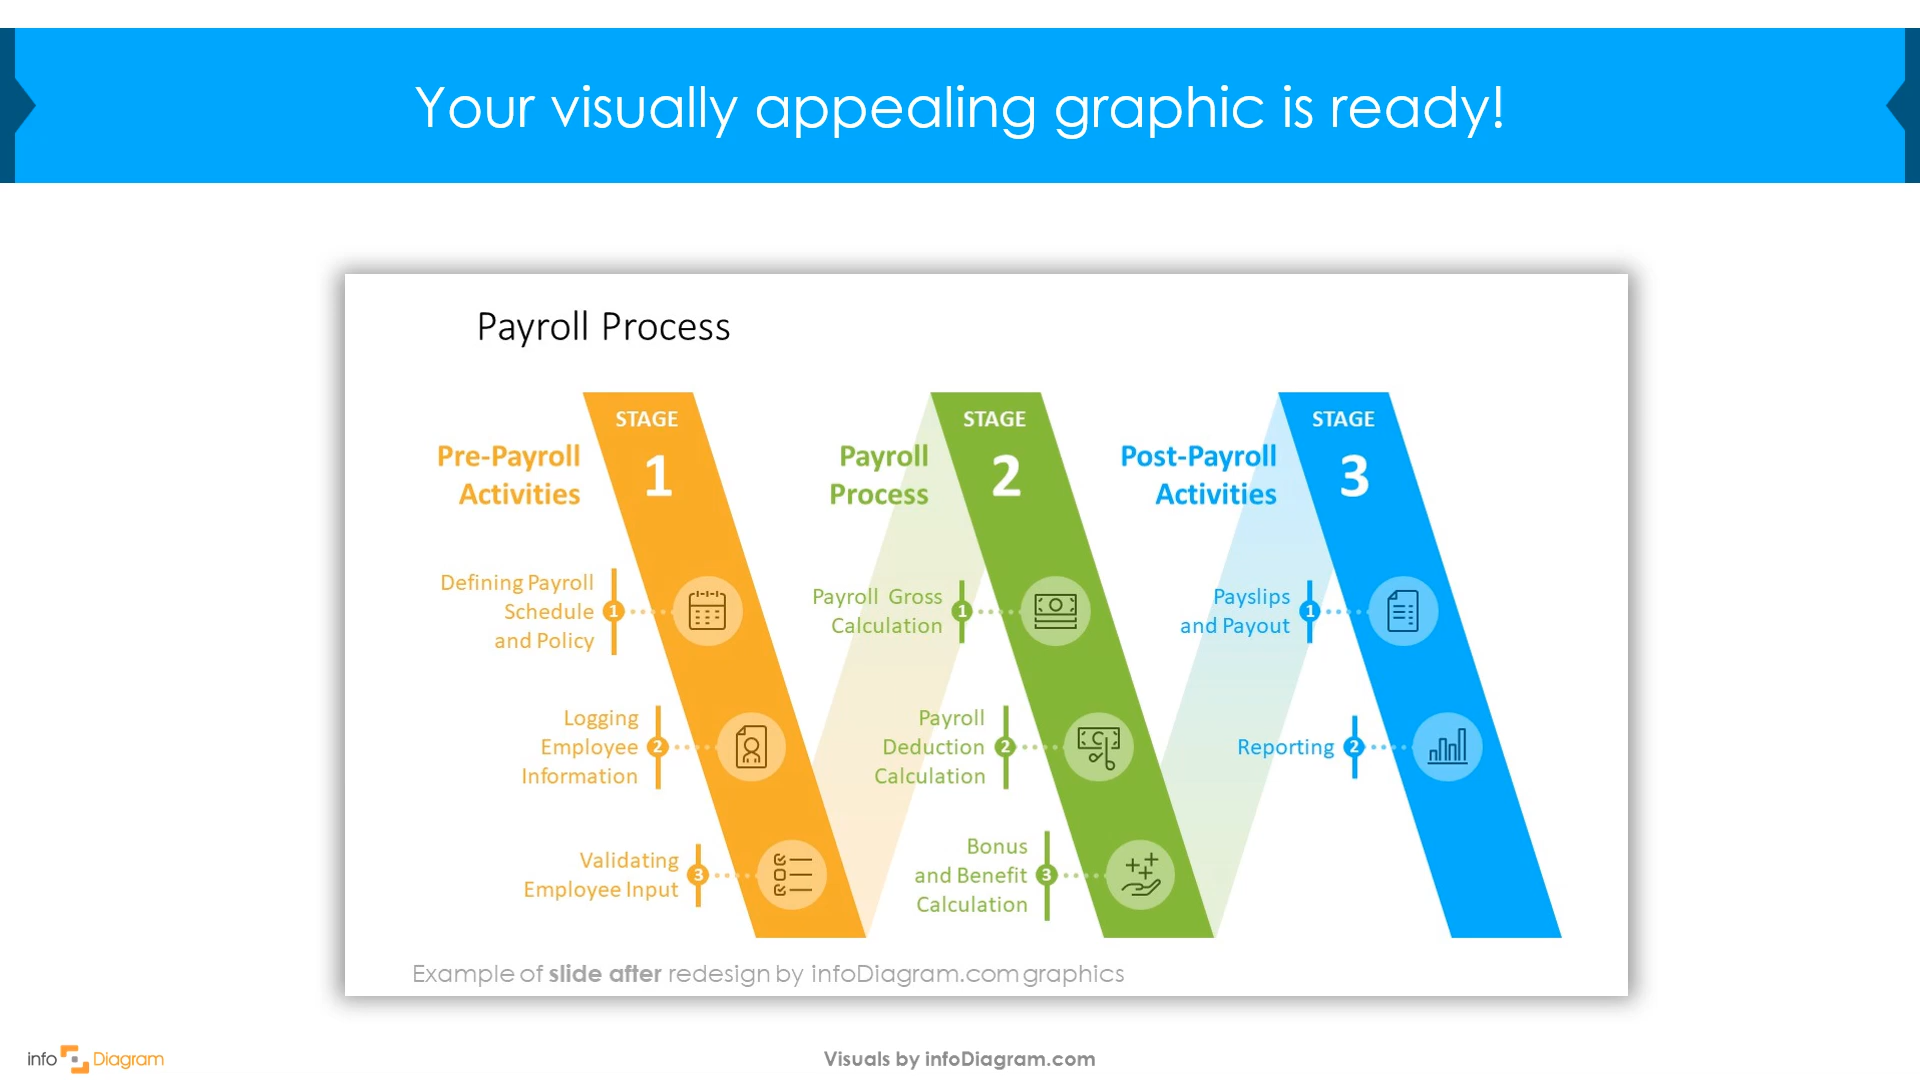 Your visually appealing graphic is ready!
Payroll Process
STAGE
1
Pre-Payroll
Activities
Defining Payroll
Schedule
and Policy
1
Logging
Employee
Information
2
Validating
Employee Input
3
STAGE
2
Payroll
Process
Payroll Gross
Calculation
1
Payroll
Deduction
Calculation
2
Bonus
and Benefit
Calculation
3
STAGE
3
Post-Payroll
Activities
Payslips
and Payout
1
Reporting
2
Example of slide after redesign by infoDiagram.com graphics
info Diagram
Visuals by infoDiagram.com